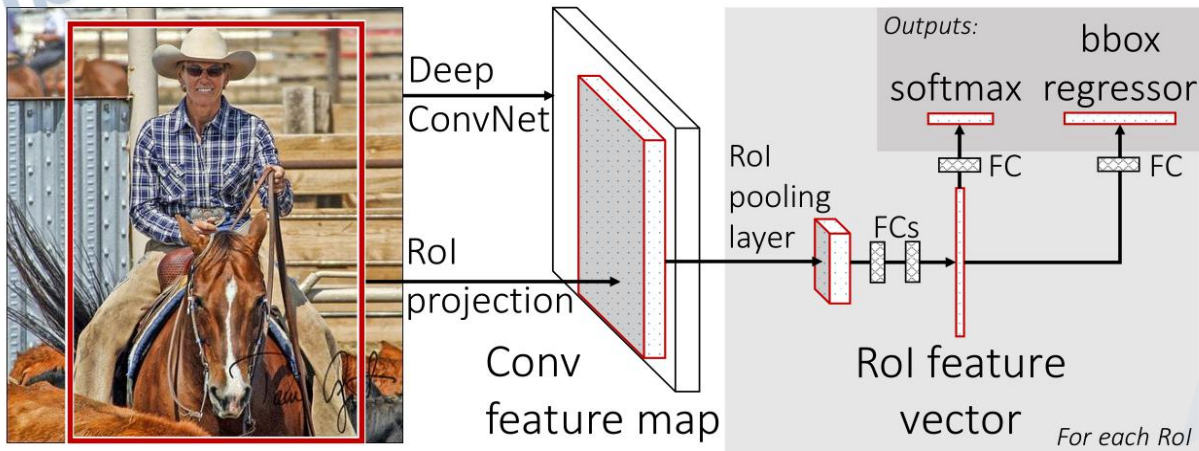 Deep
ConvNet
RoI
projection
Conv
feature map
RoI
pooling
layer
FCs
RoI feature
vector
For each RoI
Outputs:
softmax
bbox
regressor
FC
FC